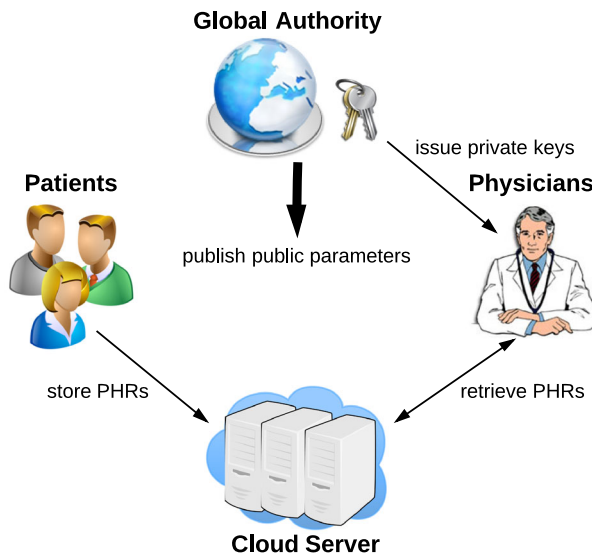 Global Authority
issue private keys
Patients
Physicians
publish public parameters
store PHRs
retrieve PHRs
Cloud Server